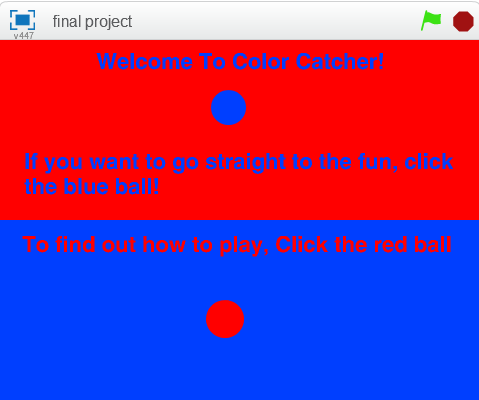 final project
v447
Welcome To Color Catcher!
If you want to go straight to the fun, click
the blue ball!
To find out how to play, Click the red ball